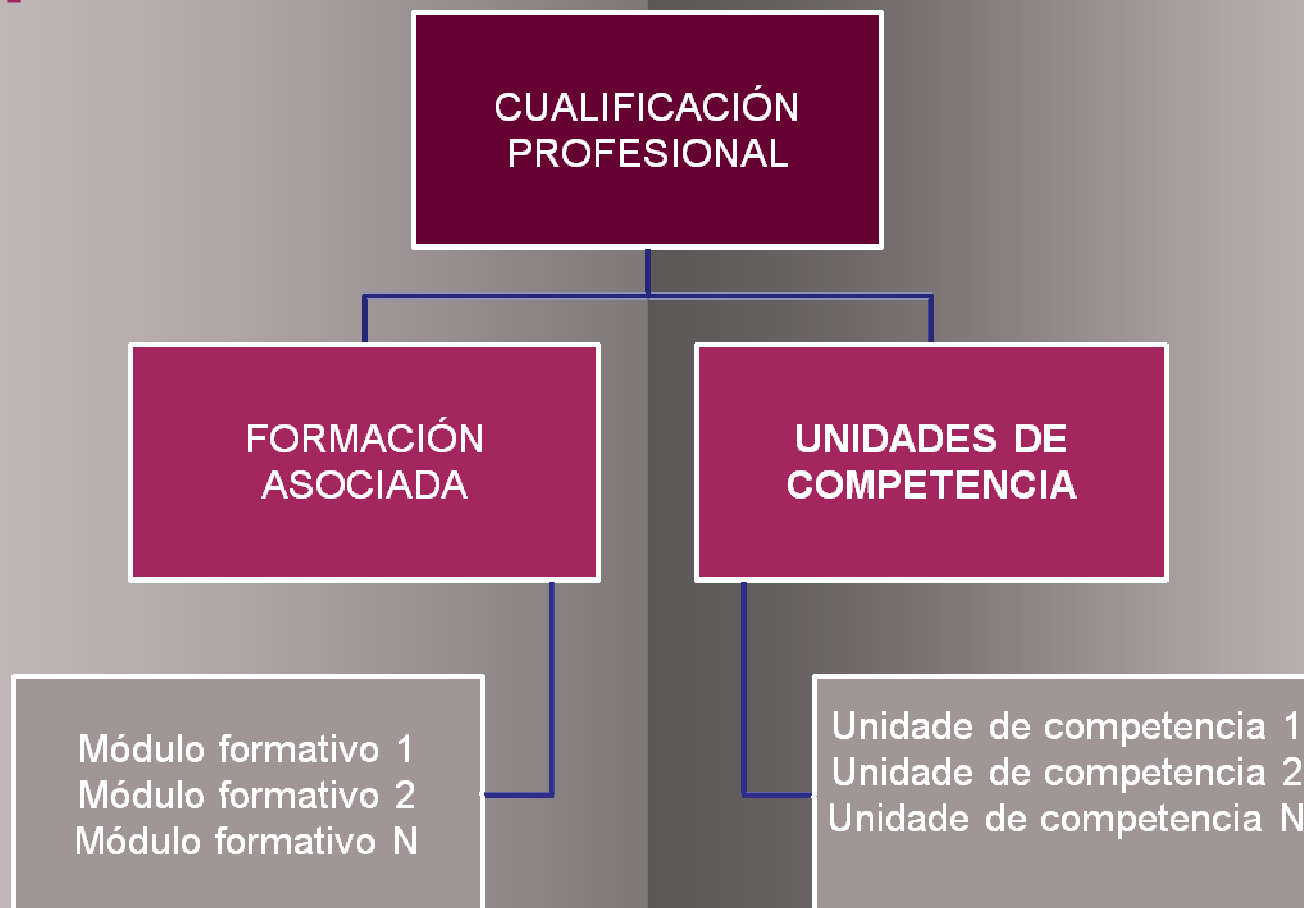 CUALIFICACIÓN
PROFESIONAL
FORMACIÓN
ASOCIADA
UNIDADES DE
COMPETENCIA
Módulo formativo 1
Módulo formativo 2
Módulo formativo N
Unidade de competencia 1
Unidade de competencia 2
Unidade de competencia N